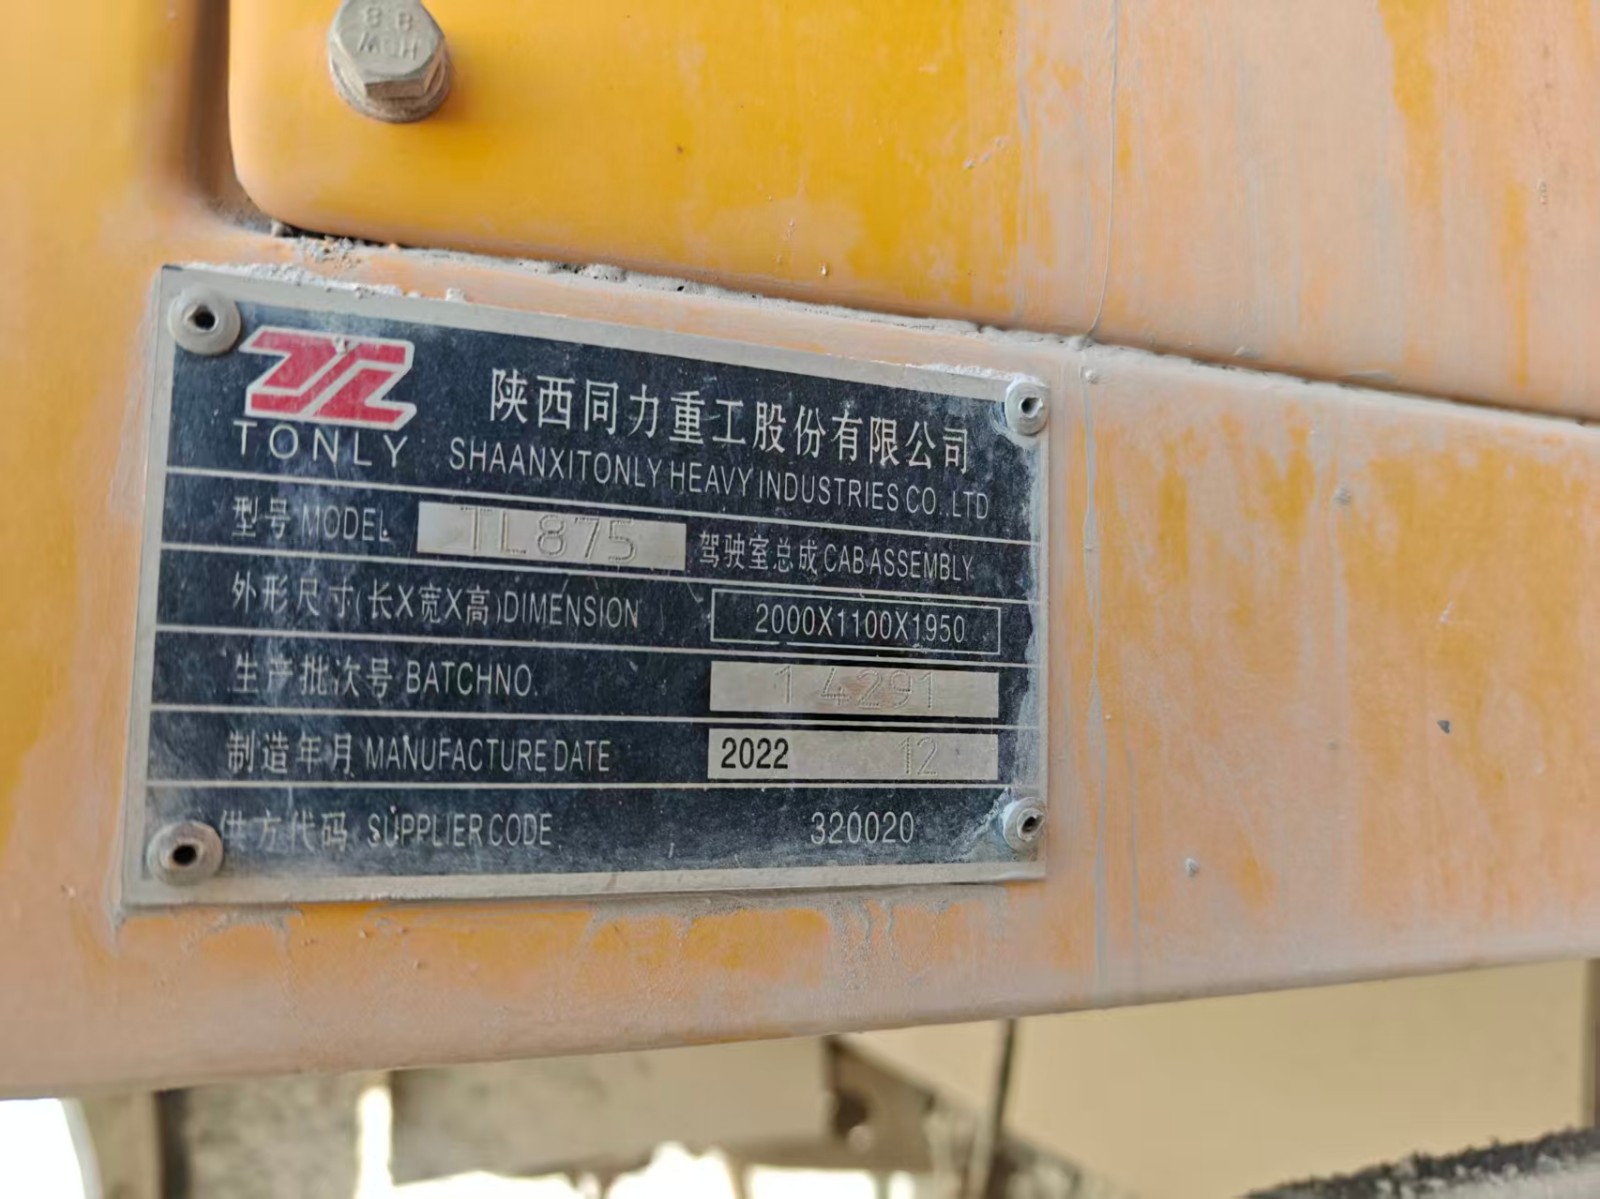 8.8
TONLY
陕西同力重工股份有限公司
SHAANXITONLY HEAVY INDUSTRIES CO.,LTD
型号 MODEL TL875 驾驶室总成 CAB ASSEMBLY
外形尺寸(长X宽X高)DIMENSION 2000X1100X1950
生产批次号 BATCHNO. 14291
制造年月 MANUFACTURE DATE 2022 12
供方代码 SUPPLIER CODE 320020